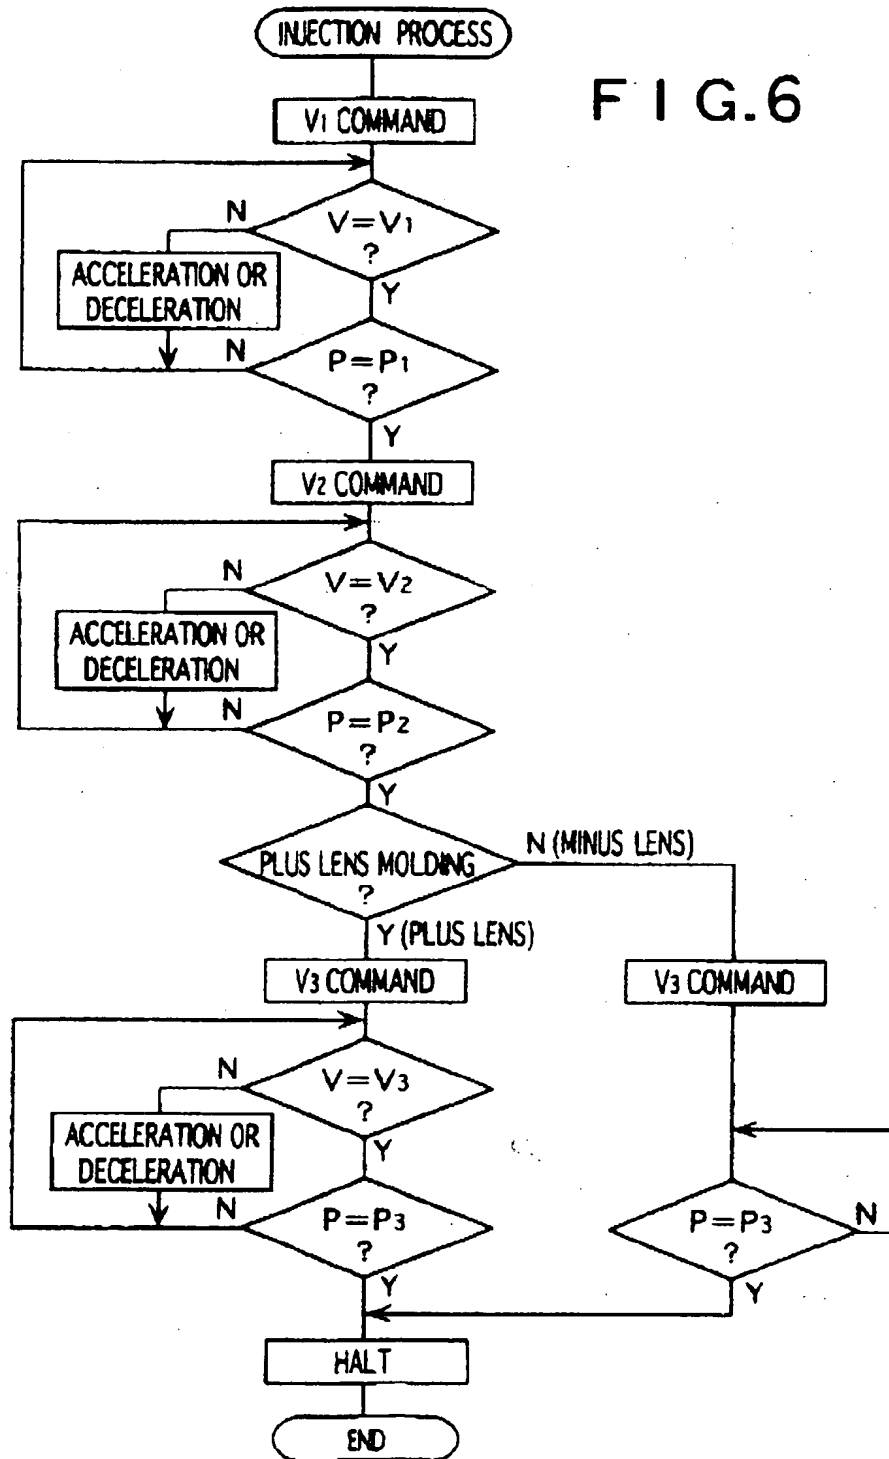 INJECTION PROCESS
FIG.6
V1 COMMAND
N
V=V1
?
ACCELERATION OR
DECELERATION
Y
N
P=P1
?
Y
V2 COMMAND
N
V=V2
?
ACCELERATION OR
DECELERATION
Y
N
P=P2
?
Y
PLUS LENS MOLDING
?
N (MINUS LENS)
Y (PLUS LENS)
V3 COMMAND
V3 COMMAND
N
V=V3
?
ACCELERATION OR
DECELERATION
Y
N
P=P3
?
Y
P=P3
?
N
Y
HALT
END